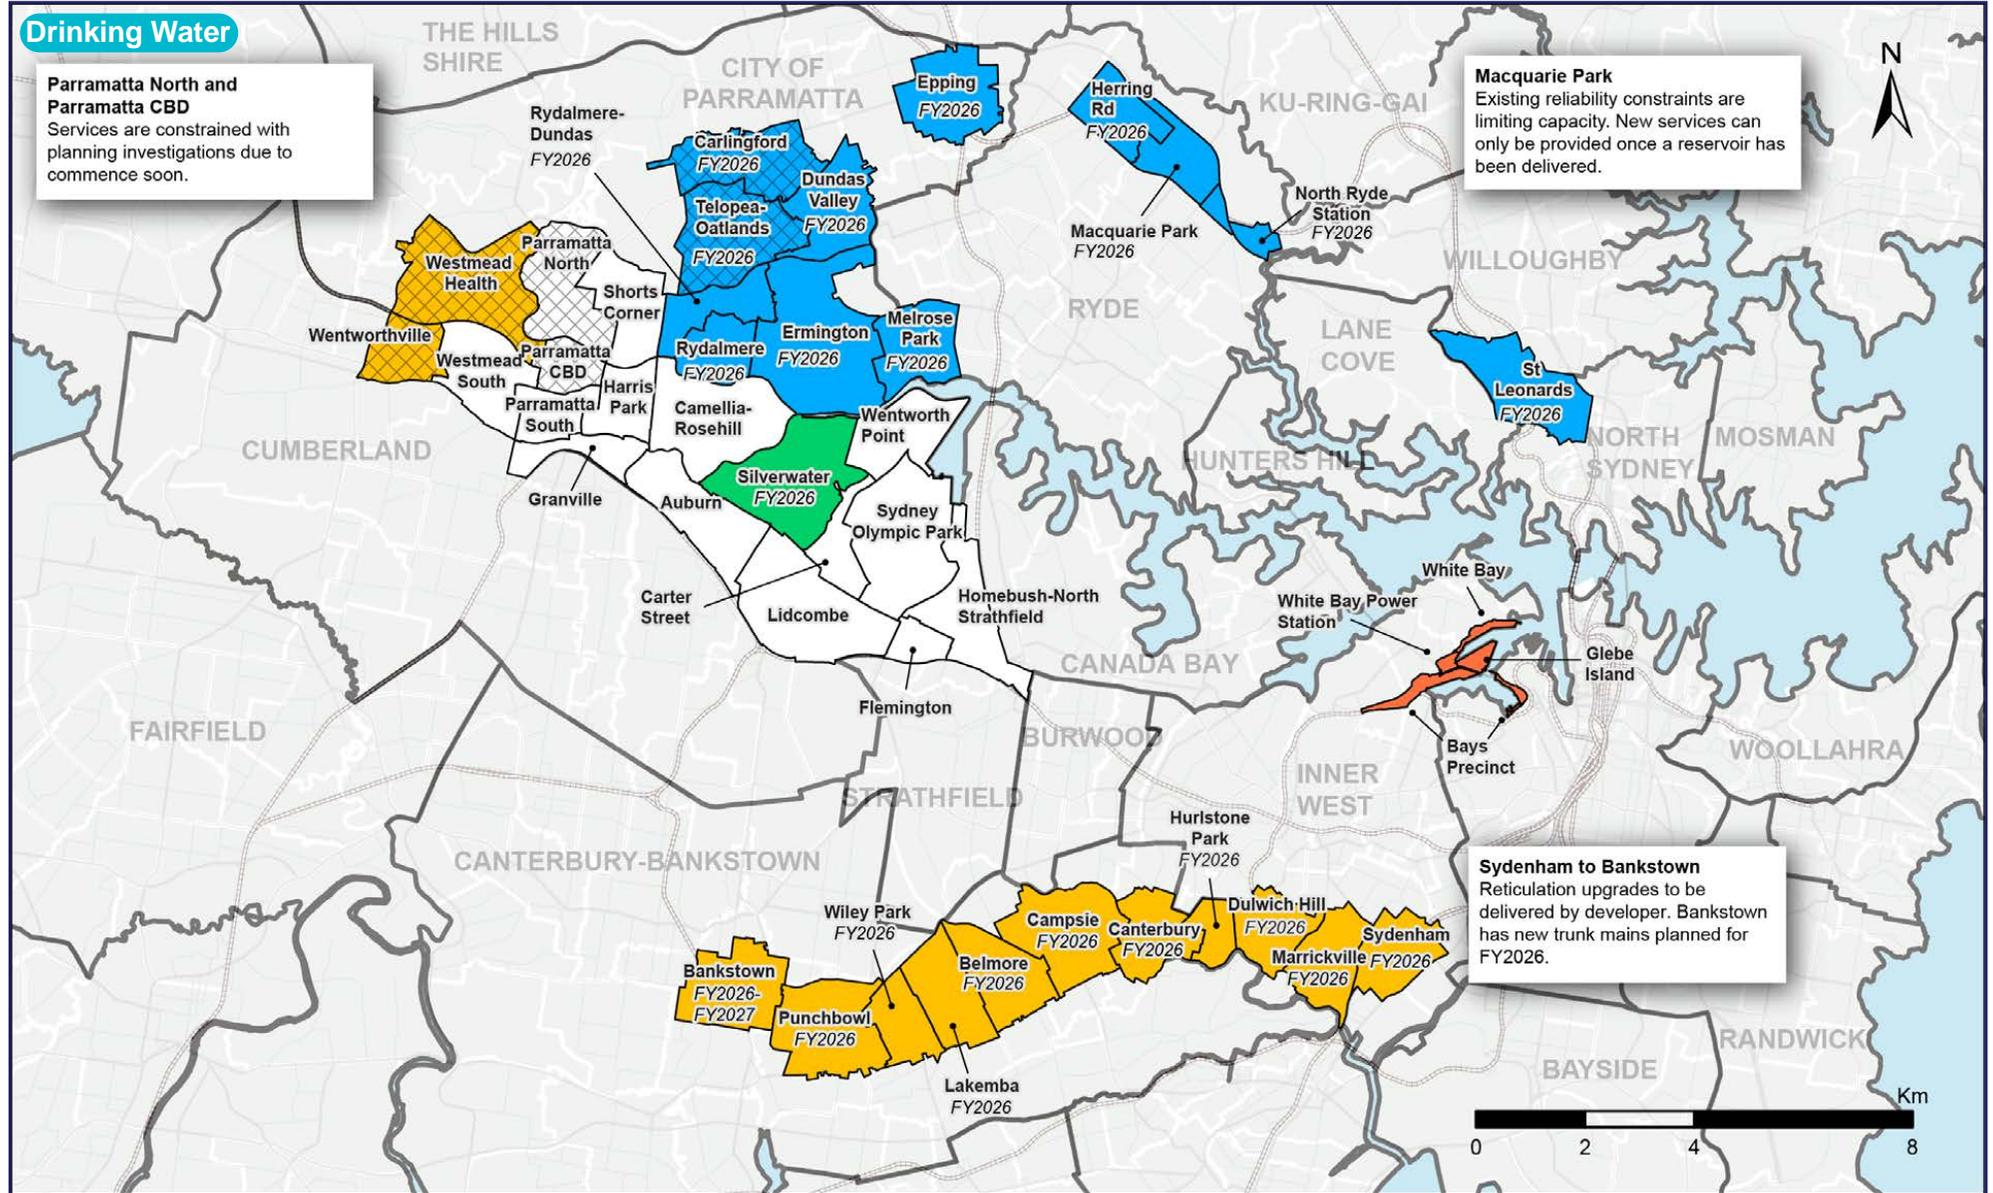 Drinking Water
Parramatta North and
Parramatta CBD
Services are constrained with
planning investigations due to
commence soon.
THE HILLS
SHIRE
CITY OF
PARRAMATTA
Epping
FY2026
Herring
Rd
FY2026
KU-RING-GAI
Macquarie Park
Existing reliability constraints are
limiting capacity. New services can
only be provided once a reservoir has
been delivered.
N
Rydalmere-
Dundas
FY2026
Carlingford
FY2026
Dundas
Valley
FY2026
Telopea-
Oatlands
FY2026
Macquarie Park
FY2026
North Ryde
Station
FY2026
WILLOUGHBY
Westmead
Health
Parramatta
North
Shorts
Corner
RYDE
LANE
COVE
Wentworthville
Westmead
South
Parramatta
CBD
Rydalmere
FY2026
Ermington
FY2026
Melrose
Park
FY2026
St
Leonards
FY2026
Harris
Park
Parramatta
South
Camellia-
Rosehill
Wentworth
Point
CUMBERLAND
HUNTERS HILL
NORTH
SYDNEY
MOSMAN
Granville
Auburn
Silverwater
FY2026
Sydney
Olympic Park
Carter
Street
Lidcombe
Homebush-North
Strathfield
White Bay
White Bay Power
Station
Glebe
Island
CANADA BAY
Flemington
Bays
Precinct
FAIRFIELD
BURWOOD
INNER
WEST
WOOLLAHRA
STRATHFIELD
CANTERBURY-BANKSTOWN
Hurlstone
Park
FY2026
Sydenham to Bankstown
Reticulation upgrades to be
delivered by developer. Bankstown
has new trunk mains planned for
FY2026.
Wiley Park
FY2026
Campsie
FY2026
Canterbury
FY2026
Dulwich Hill
FY2026
Sydenham
FY2026
Marrickville
FY2026
Bankstown
FY2026-
FY2027
Belmore
FY2026
Punchbowl
FY2026
Lakemba
FY2026
BAYSIDE
RANDWICK
Km
0 2 4 8